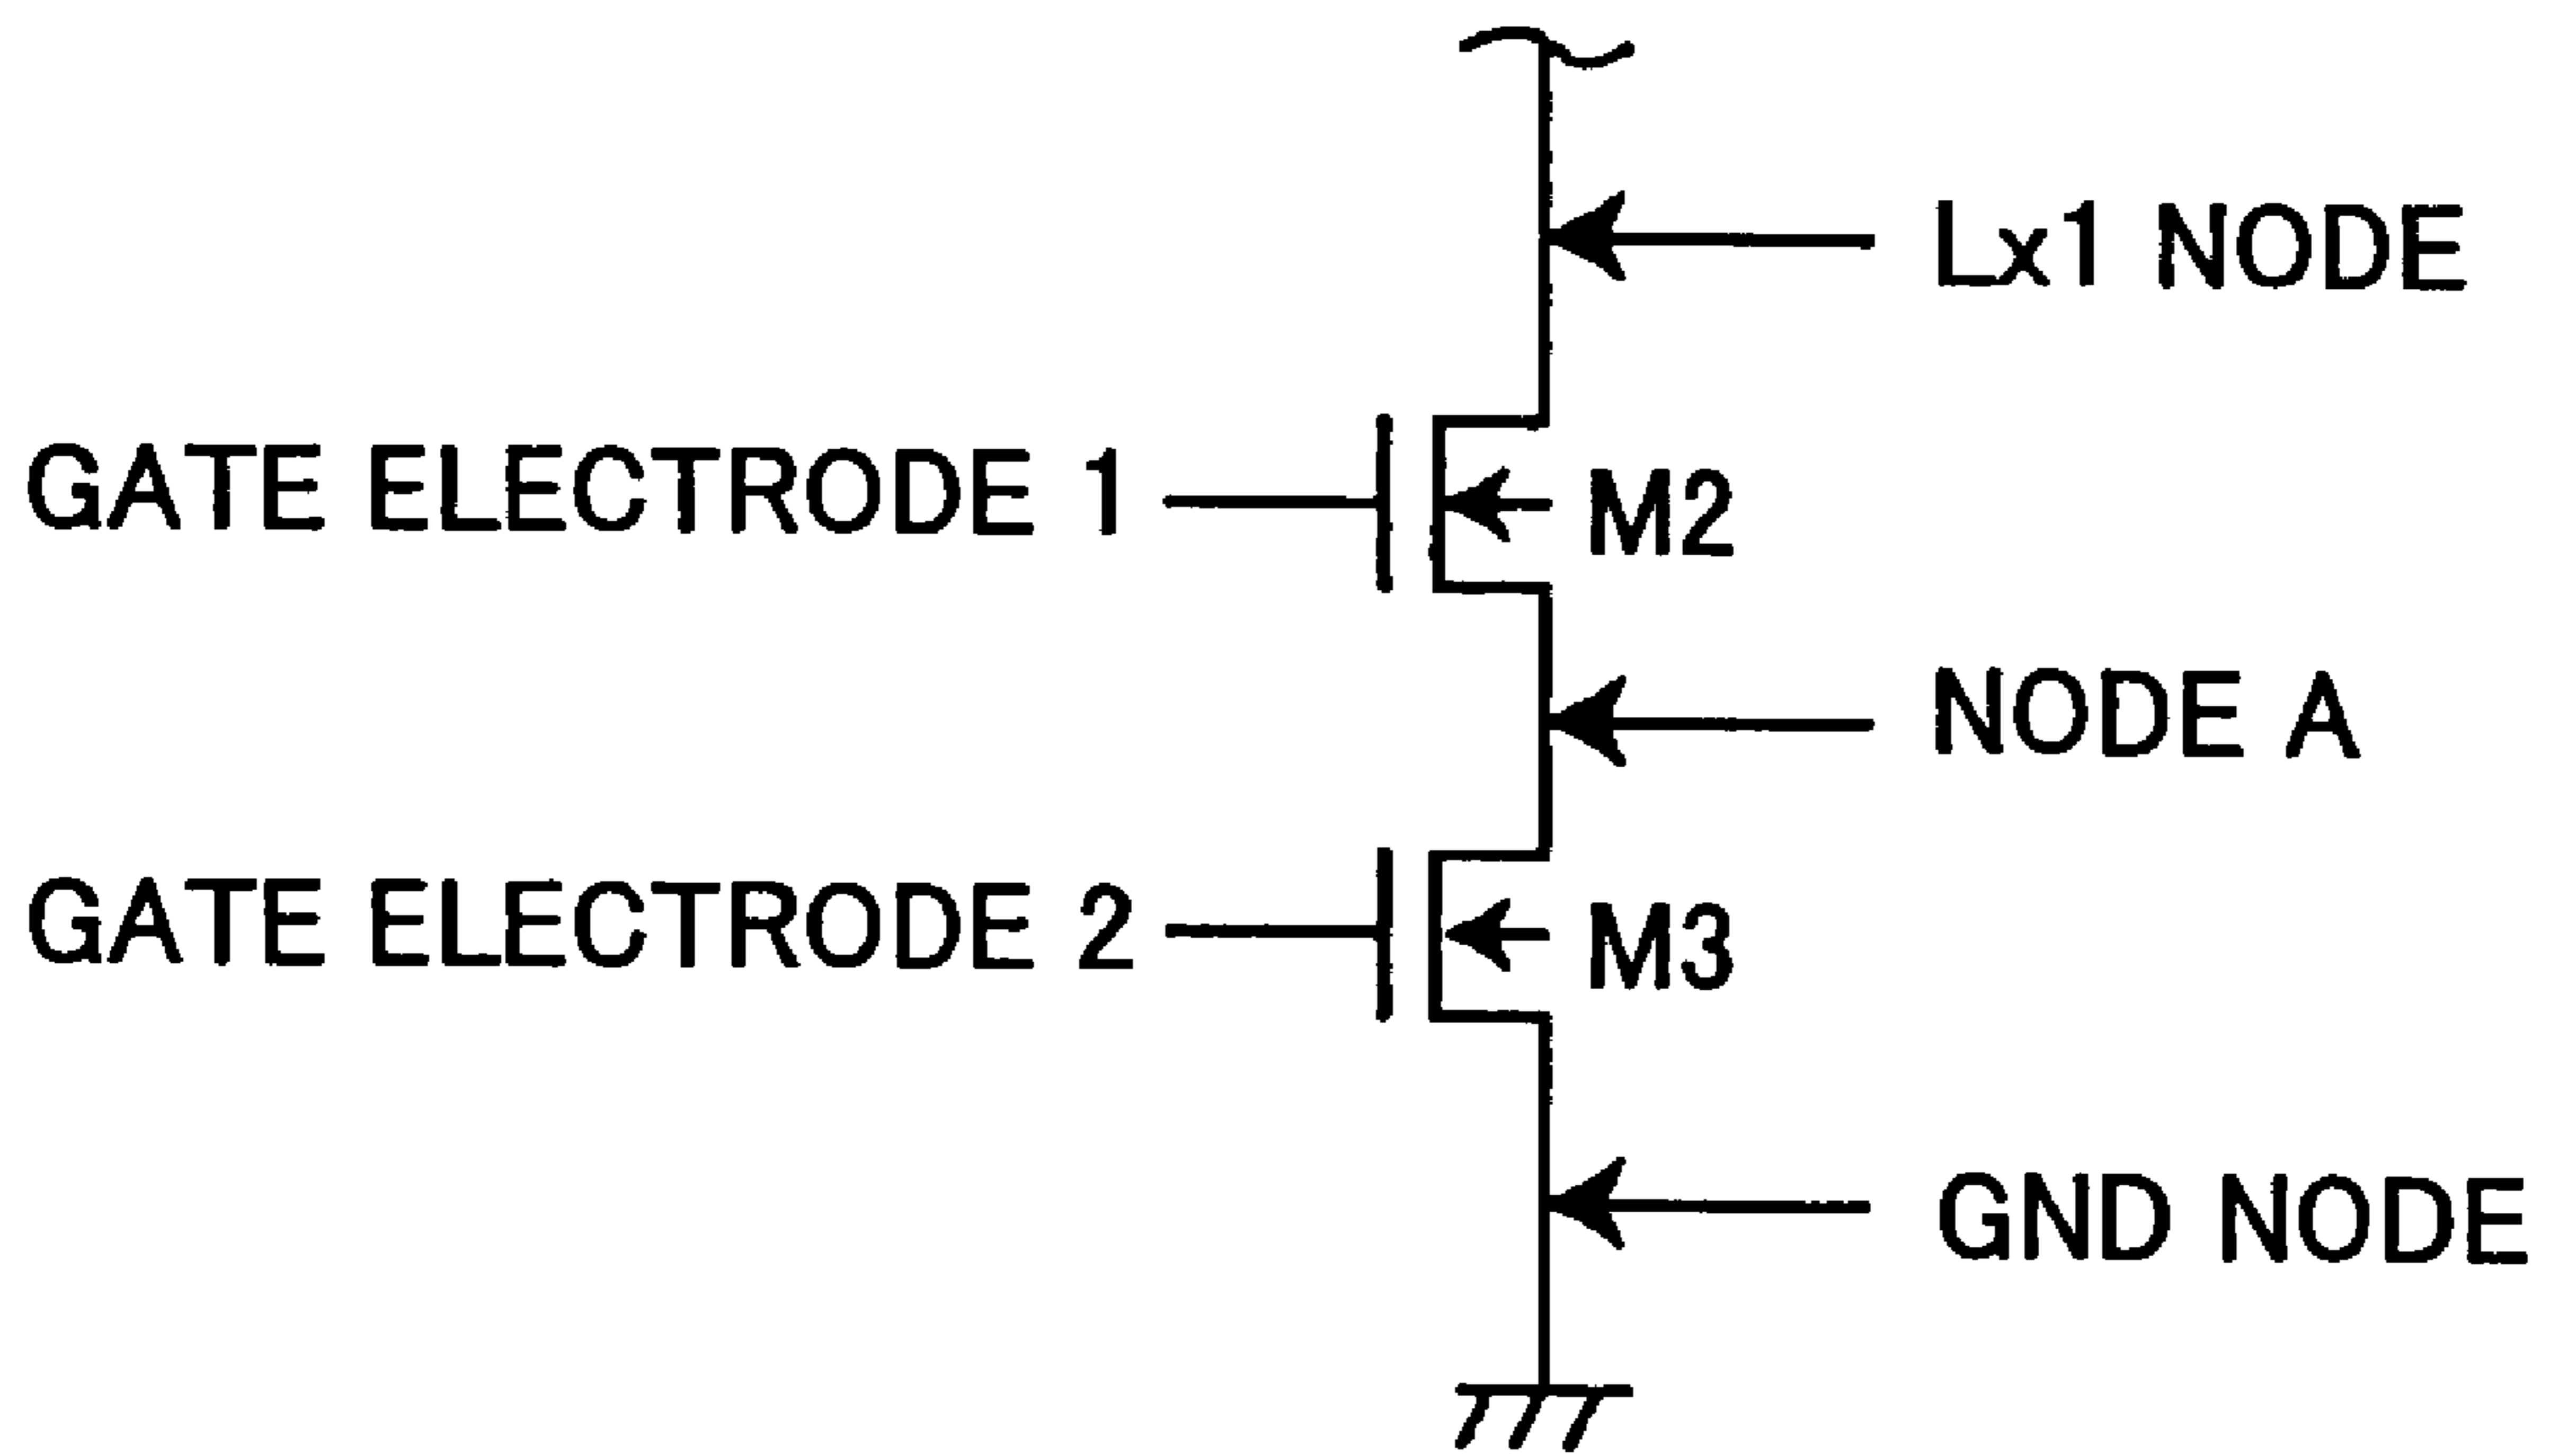 Lx1 NODE
GATE ELECTRODE 1
M2
NODE A
GATE ELECTRODE 2
M3
GND NODE